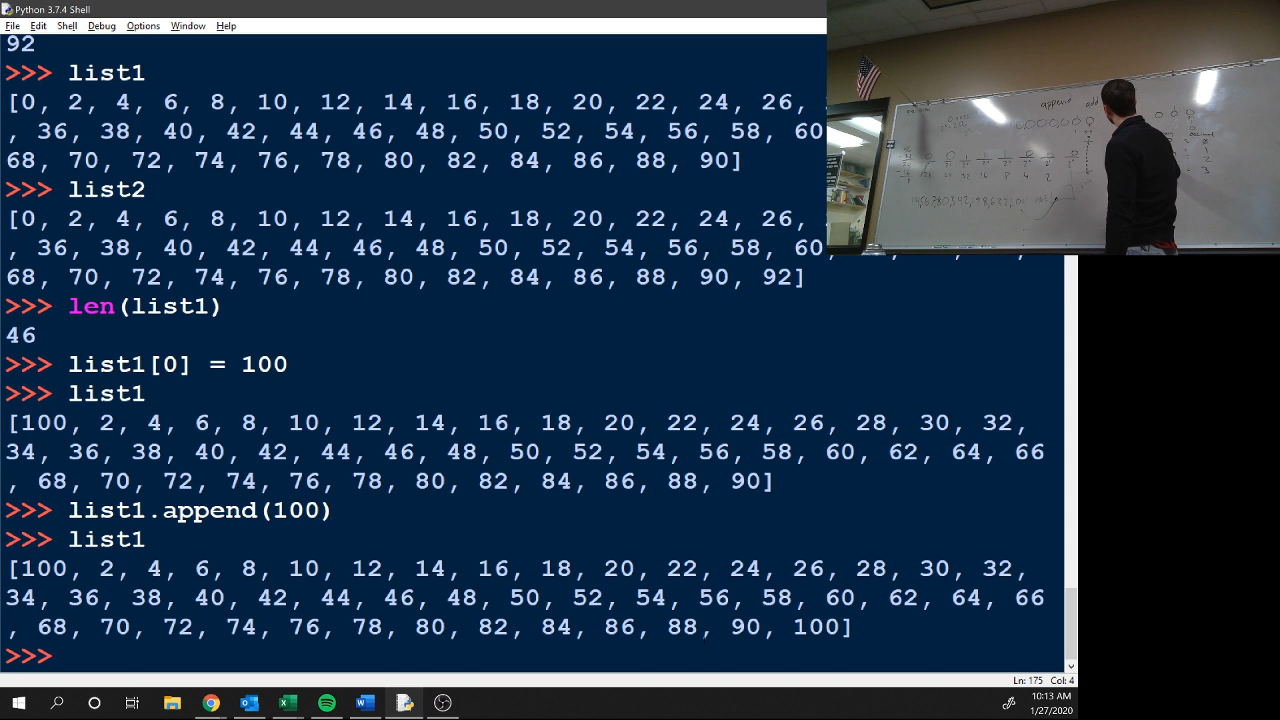 Python 3.7.4 Shell
File Edit Shell Debug Options Window Help
92
>>> list1
[0, 2, 4, 6, 8, 10, 12, 14, 16, 18, 20, 22, 24, 26,
, 36, 38, 40, 42, 44, 46, 48, 50, 52, 54, 56, 58, 60
68, 70, 72, 74, 76, 78, 80, 82, 84, 86, 88, 90]
>>> list2
[0, 2, 4, 6, 8, 10, 12, 14, 16, 18, 20, 22, 24, 26,
, 36, 38, 40, 42, 44, 46, 48, 50, 52, 54, 56, 58, 60
68, 70, 72, 74, 76, 78, 80, 82, 84, 86, 88, 90, 92]
>>> len(list1)
46
>>> list1[0] = 100
>>> list1
[100, 2, 4, 6, 8, 10, 12, 14, 16, 18, 20, 22, 24, 26, 28, 30, 32,
34, 36, 38, 40, 42, 44, 46, 48, 50, 52, 54, 56, 58, 60, 62, 64, 66
, 68, 70, 72, 74, 76, 78, 80, 82, 84, 86, 88, 90]
>>> list1.append(100)
>>> list1
[100, 2, 4, 6, 8, 10, 12, 14, 16, 18, 20, 22, 24, 26, 28, 30, 32,
34, 36, 38, 40, 42, 44, 46, 48, 50, 52, 54, 56, 58, 60, 62, 64, 66
, 68, 70, 72, 74, 76, 78, 80, 82, 84, 86, 88, 90, 100]
>>>
Ln: 175 Col: 4
10:13 AM
1/27/2020
append add